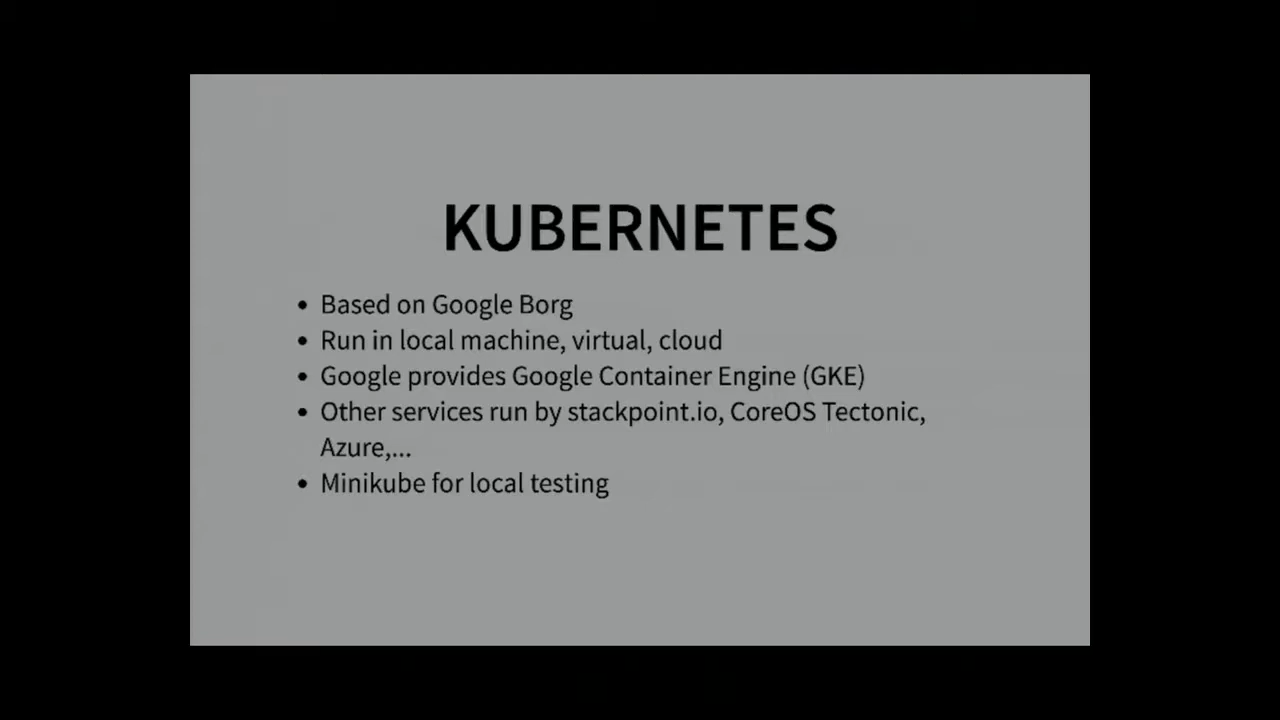 KUBERNETES
• Based on Google Borg
• Run in local machine, virtual, cloud
• Google provides Google Container Engine (GKE)
• Other services run by stackpoint.io, CoreOS Tectonic,
Azure,...
• Minikube for local testing